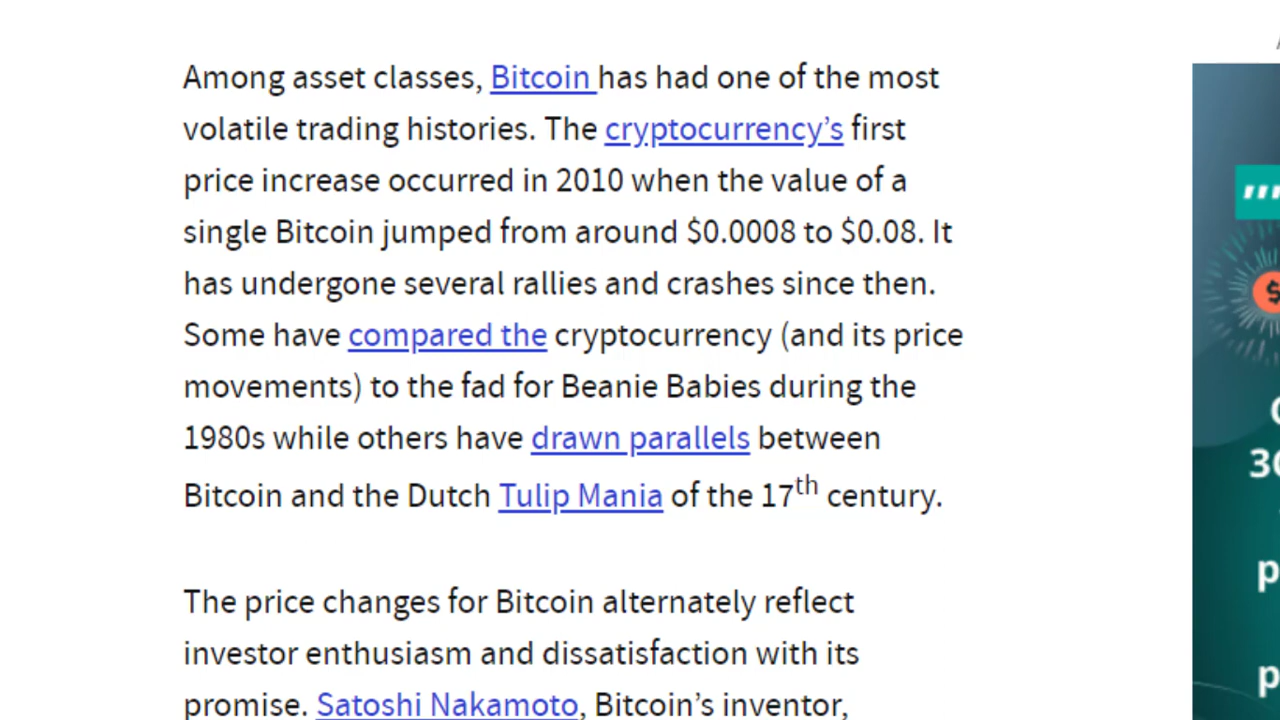 Among asset classes, Bitcoin has had one of the most
volatile trading histories. The cryptocurrency’s first
price increase occurred in 2010 when the value of a
single Bitcoin jumped from around $0.0008 to $0.08. It
has undergone several rallies and crashes since then.
Some have compared the cryptocurrency (and its price
movements) to the fad for Beanie Babies during the
1980s while others have drawn parallels between
Bitcoin and the Dutch Tulip Mania of the 17th century.
The price changes for Bitcoin alternately reflect
investor enthusiasm and dissatisfaction with its
promise. Satoshi Nakamoto, Bitcoin’s inventor,